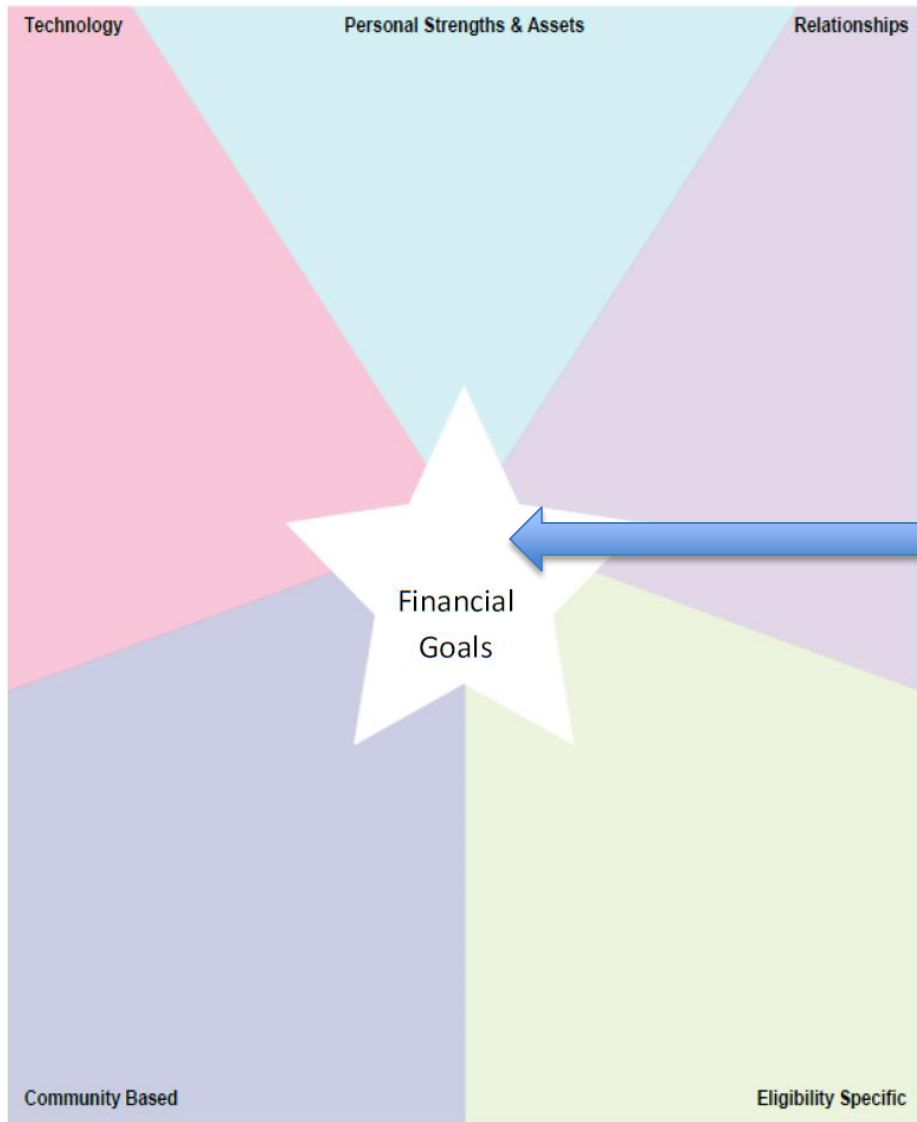 Technology
Personal Strengths & Assets
Relationships
Financial
Goals
Community Based
Eligibility Specific